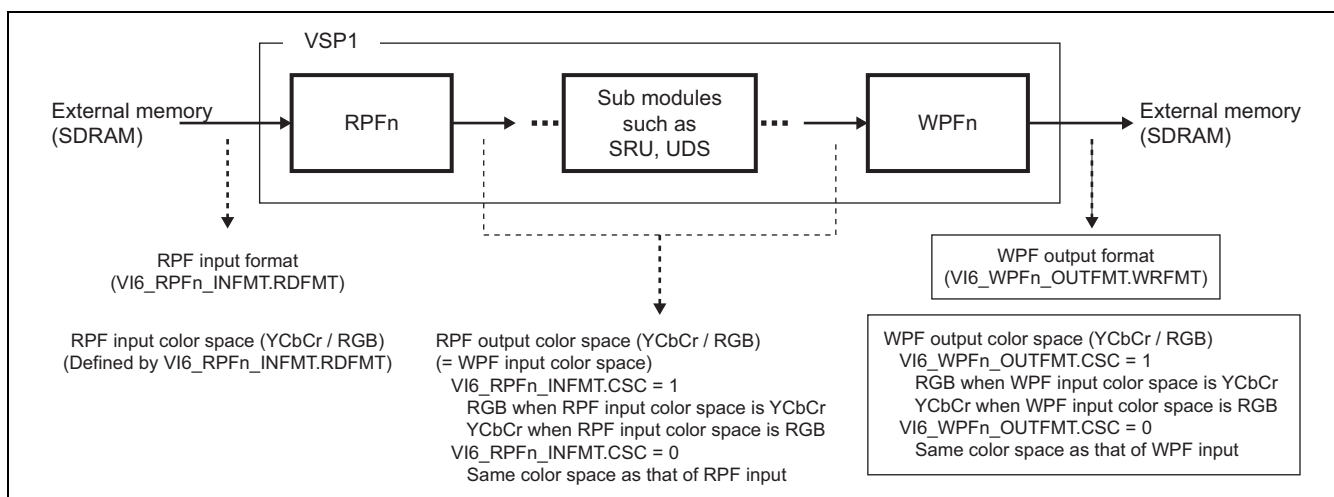 VSP1
External memory
(SDRAM)
RPFn
Sub modules
such as
SRU, UDS
WPFn
External memory
(SDRAM)
RPF input format
(VI6_RPFn_INFMT.RDFMT)
RPF input color space (YCbCr / RGB)
(Defined by VI6_RPFn_INFMT.RDFMT)
RPF output color space (YCbCr / RGB)
(= WPF input color space)
VI6_RPFn_INFMT.CSC = 1
RGB when RPF input color space is YCbCr
YCbCr when RPF input color space is RGB
VI6_RPFn_INFMT.CSC = 0
Same color space as that of RPF input
WPF output format
(VI6_WPFn_OUTFMT.WRFMT)
WPF output color space (YCbCr / RGB)
VI6_WPFn_OUTFMT.CSC = 1
RGB when WPF input color space is YCbCr
YCbCr when WPF input color space is RGB
VI6_WPFn_OUTFMT.CSC = 0
Same color space as that of WPF input